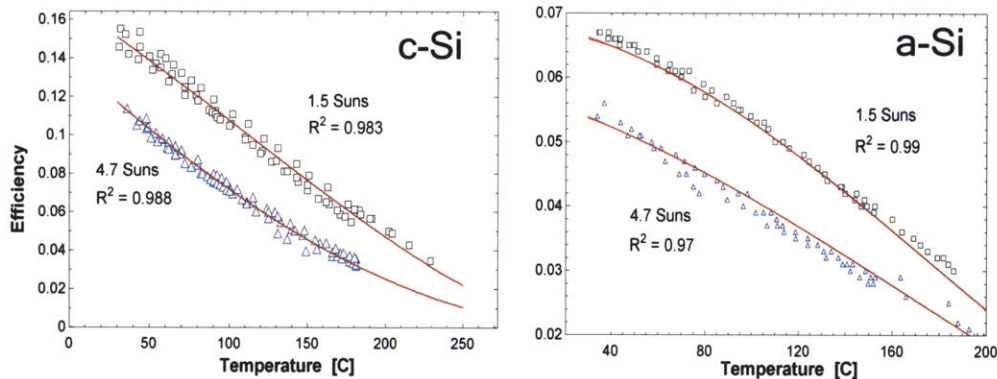 c-Si
Efficiency
0.16
0.14
0.12
0.1
0.08
0.06
0.04
0.02
0
1.5 Suns
R² = 0.983
4.7 Suns
R² = 0.988
0 50 100 150 200 250
Temperature [C]
a-Si
0.07
0.06
0.05
0.04
0.03
0.02
1.5 Suns
R² = 0.99
4.7 Suns
R² = 0.97
40 80 120 160 200
Temperature [C]